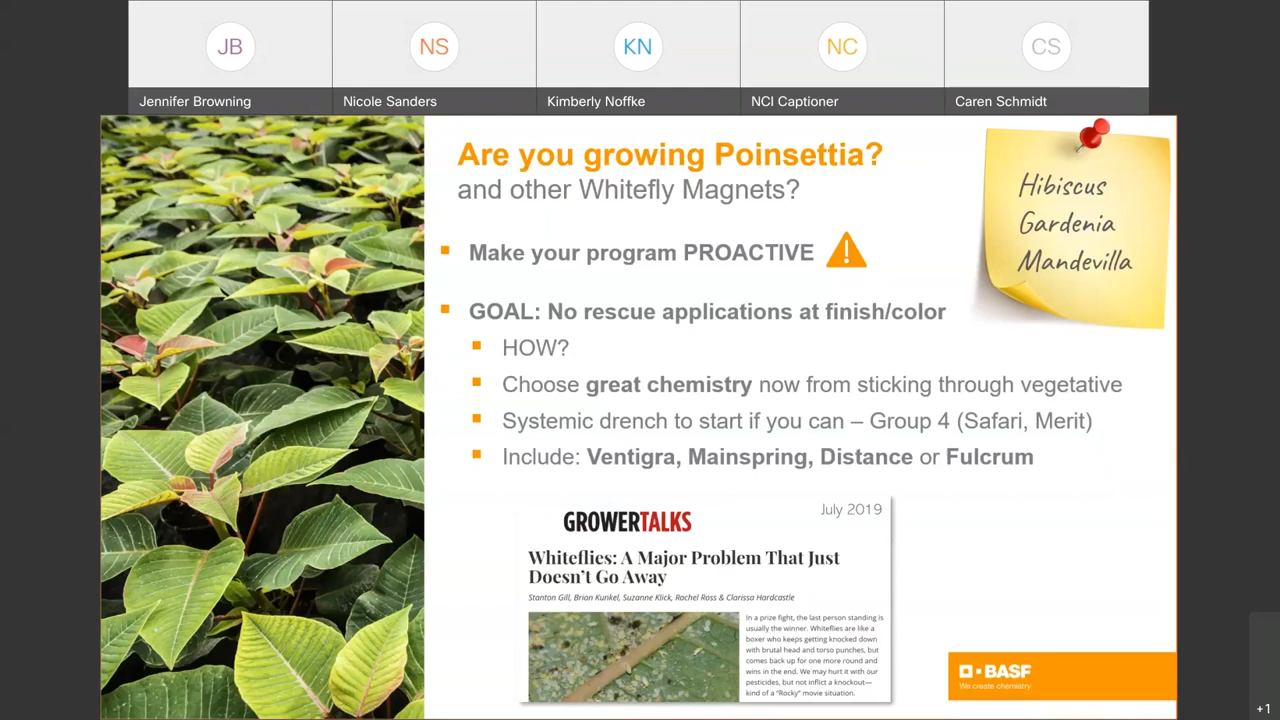 JB
NS
KN
NC
CS
Jennifer Browning
Nicole Sanders
Kimberly Noffke
NCI Captioner
Caren Schmidt
Are you growing Poinsettia?
and other Whitefly Magnets?
Hibiscus
Gardenia
Mandevilla
Make your program PROACTIVE
GOAL: No rescue applications at finish/color
HOW?
Choose great chemistry now from sticking through vegetative
Systemic drench to start if you can – Group 4 (Safari, Merit)
Include: Ventigra, Mainspring, Distance or Fulcrum
July 2019
GROWERTALKS
Whiteflies: A Major Problem That Just
Doesn't Go Away
Stanton Gill, Brian Kunkel, Suzanne Klick, Rachel Ross & Clarissa Hardcastle
In a prize fight, the last person standing is
usually the winner. Whiteflies are like a
boxer who keeps getting knocked down
with brutal head and torso punches, but
comes back up for one more round and
wins in the end. We may hurt it with our
pesticides, but not inflict a knockout—
kind of a "Rocky" movie situation.
BASF
We create chemistry
+1